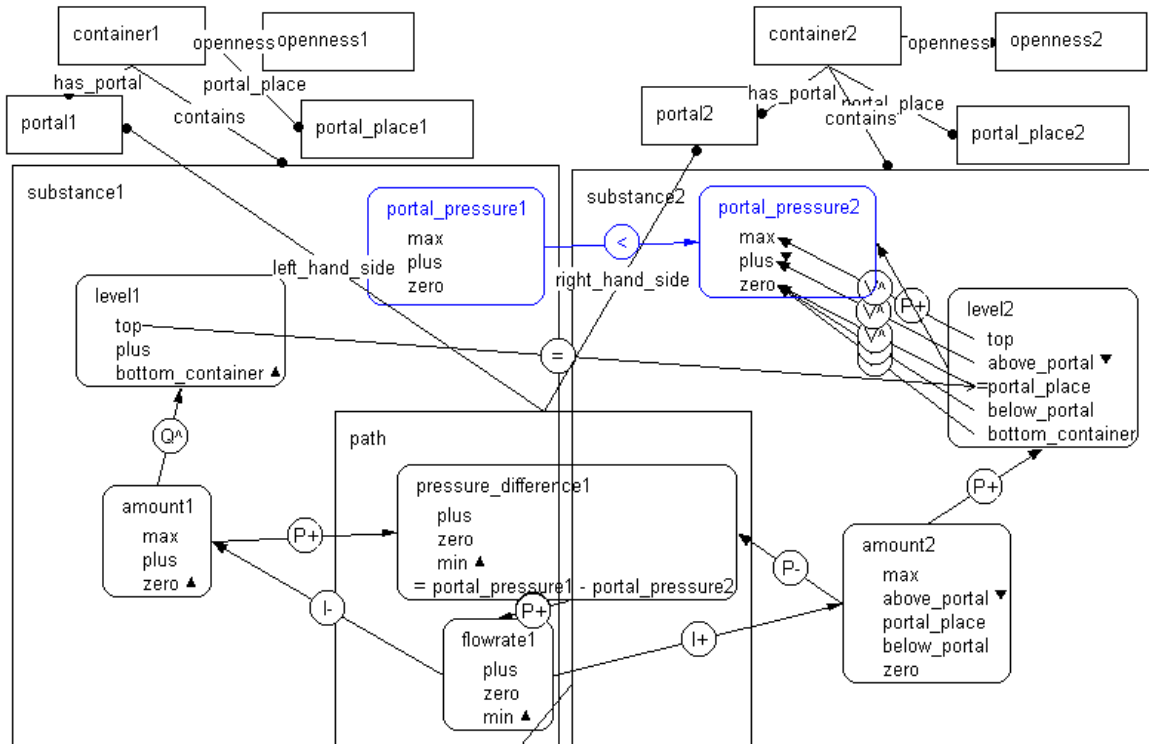 container1
openness
openness1
container2
openness
openness2
has_portal
portal_place
portal1
contains
portal_place1
has_portal
portal_place
contains
portal2
portal_place2
substance1
substance2
portal_pressure1
max
plus
zero
<
portal_pressure2
max
plus
zero
left_hand_side
right_hand_side
level1
top
plus
bottom_container
=
V^
V^
V^
P+
level2
top
above_portal
=portal_place
below_portal
bottom_container
Q^
path
P+
amount1
max
plus
zero
P+
pressure_difference1
plus
zero
min
= portal_pressure1 - portal_pressure2
P-
amount2
max
above_portal
portal_place
below_portal
zero
I-
P+
I+
flowrate1
plus
zero
min